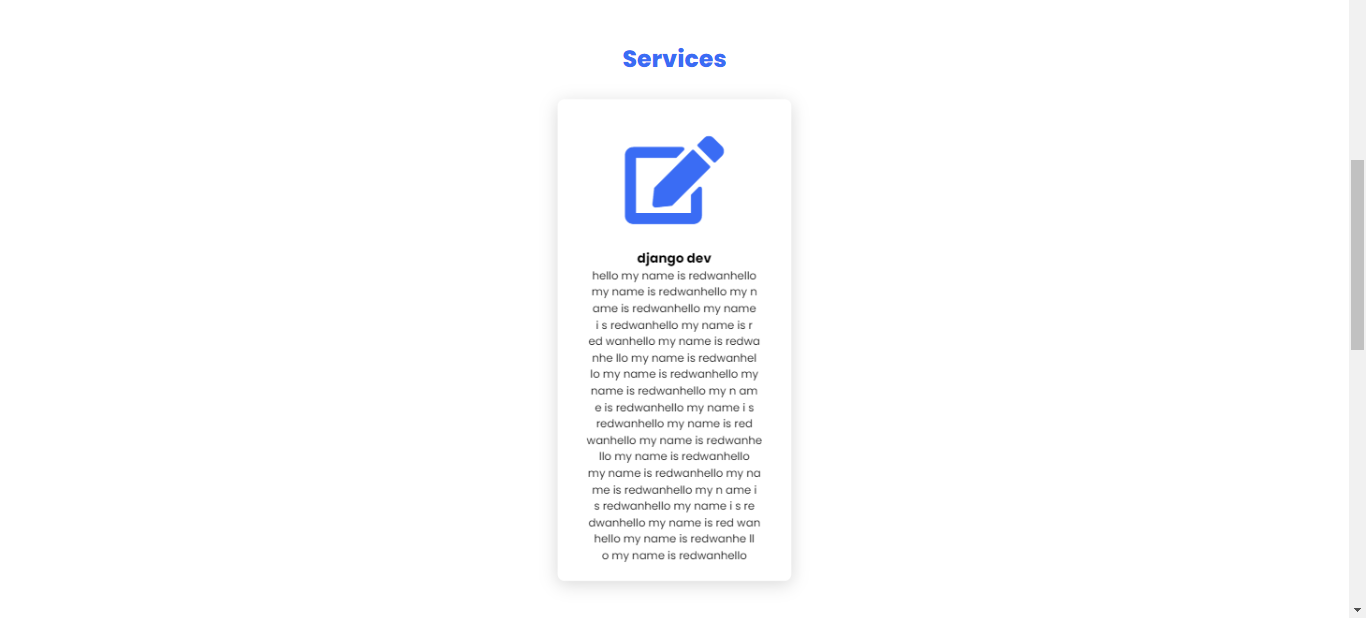 Services
django dev
hello my name is redwanhello
my name is redwanhello my n
ame is redwanhello my name
i s redwanhello my name is r
ed wanhello my name is redwa
nhe llo my name is redwanhel
lo my name is redwanhello my
name is redwanhello my n am
e is redwanhello my name i s
redwanhello my name is red
wanhello my name is redwanhe
llo my name is redwanhello
my name is redwanhello my na
me is redwanhello my n ame i
s redwanhello my name i s re
dwanhello my name is red wan
hello my name is redwanhe ll
o my name is redwanhello